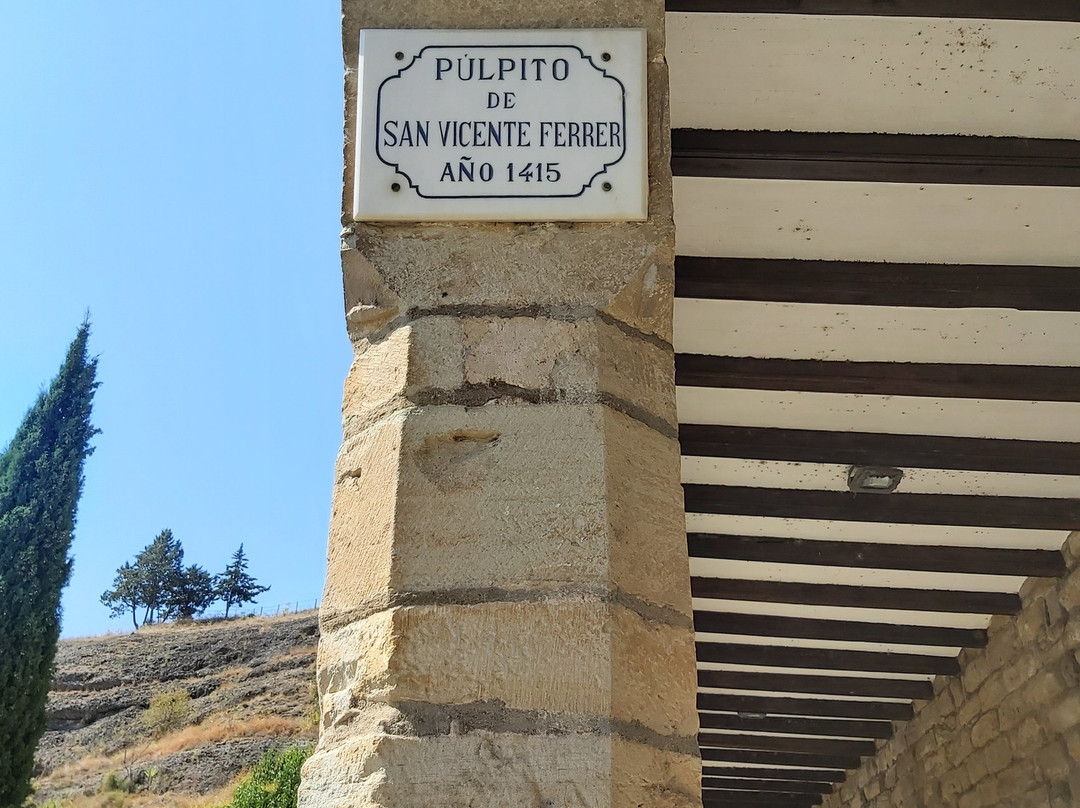 PÚLPITO
DE
SAN VICENTE FERRER
AÑO 1415